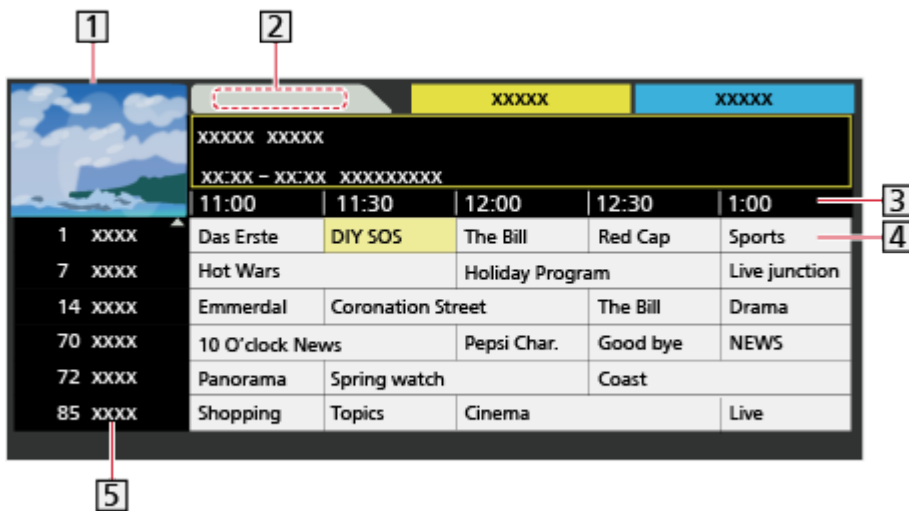 1 2
xxxxx xxxxx
xxxxx xxxxx
xx:xx – xx:xx xxxxxxxxx
11:00 11:30 12:00 12:30 1:00 3
1 xxxx Das Erste DIY SOS The Bill Red Cap Sports 4
7 xxxx Hot Wars Holiday Program Live junction
14 xxxx Emmerdal Coronation Street The Bill Drama
70 xxxx 10 O'clock News Pepsi Char. Good bye NEWS
72 xxxx Panorama Spring watch Coast
85 xxxx Shopping Topics Cinema Live
5